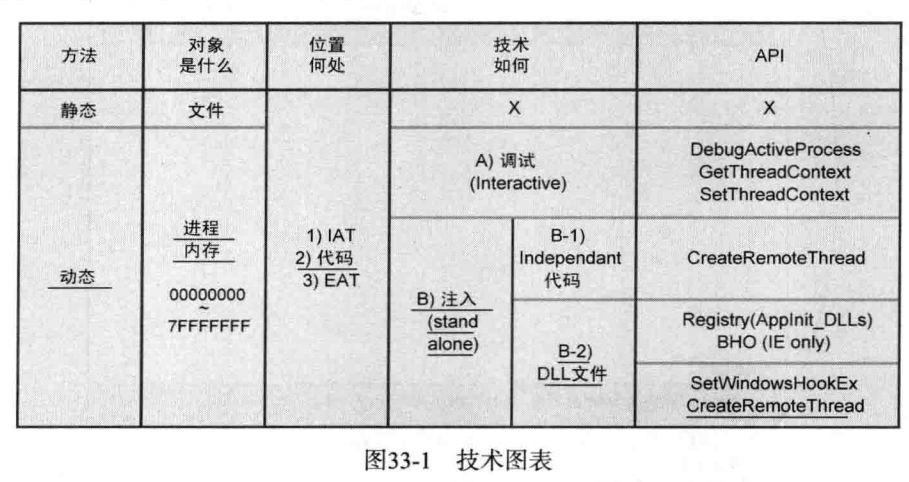 方法
对象
是什么
位置
何处
技术
如何
API
静态
文件
X
X
动态
进程
内存
00000000
~
7FFFFFFF
1) IAT
2) 代码
3) EAT
A) 调试
(Interactive)
DebugActiveProcess
GetThreadContext
SetThreadContext
B) 注入
(stand
alone)
B-1)
Independant
代码
CreateRemoteThread
B-2)
DLL文件
Registry(AppInit_DLLs)
BHO (IE only)
SetWindowsHookEx
CreateRemoteThread
图33-1 技术图表